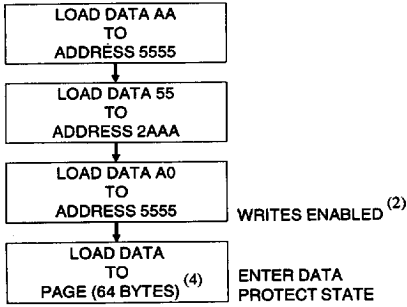 LOAD DATA AA
TO
ADDRESS 5555
LOAD DATA 55
TO
ADDRESS 2AAA
LOAD DATA A0
TO
ADDRESS 5555
WRITES ENABLED (2)
LOAD DATA
TO
PAGE (64 BYTES) (4)
ENTER DATA
PROTECT STATE